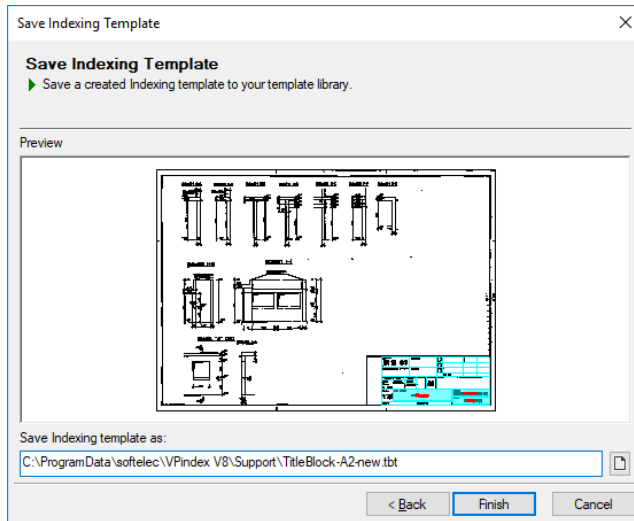 Save Indexing Template
Save Indexing Template
Save a created Indexing template to your template library.
Preview
Save Indexing template as:
C:\ProgramData\softelec\VPindex V8\Support\TitleBlock-A2-new.tbt
< Back
Finish
Cancel